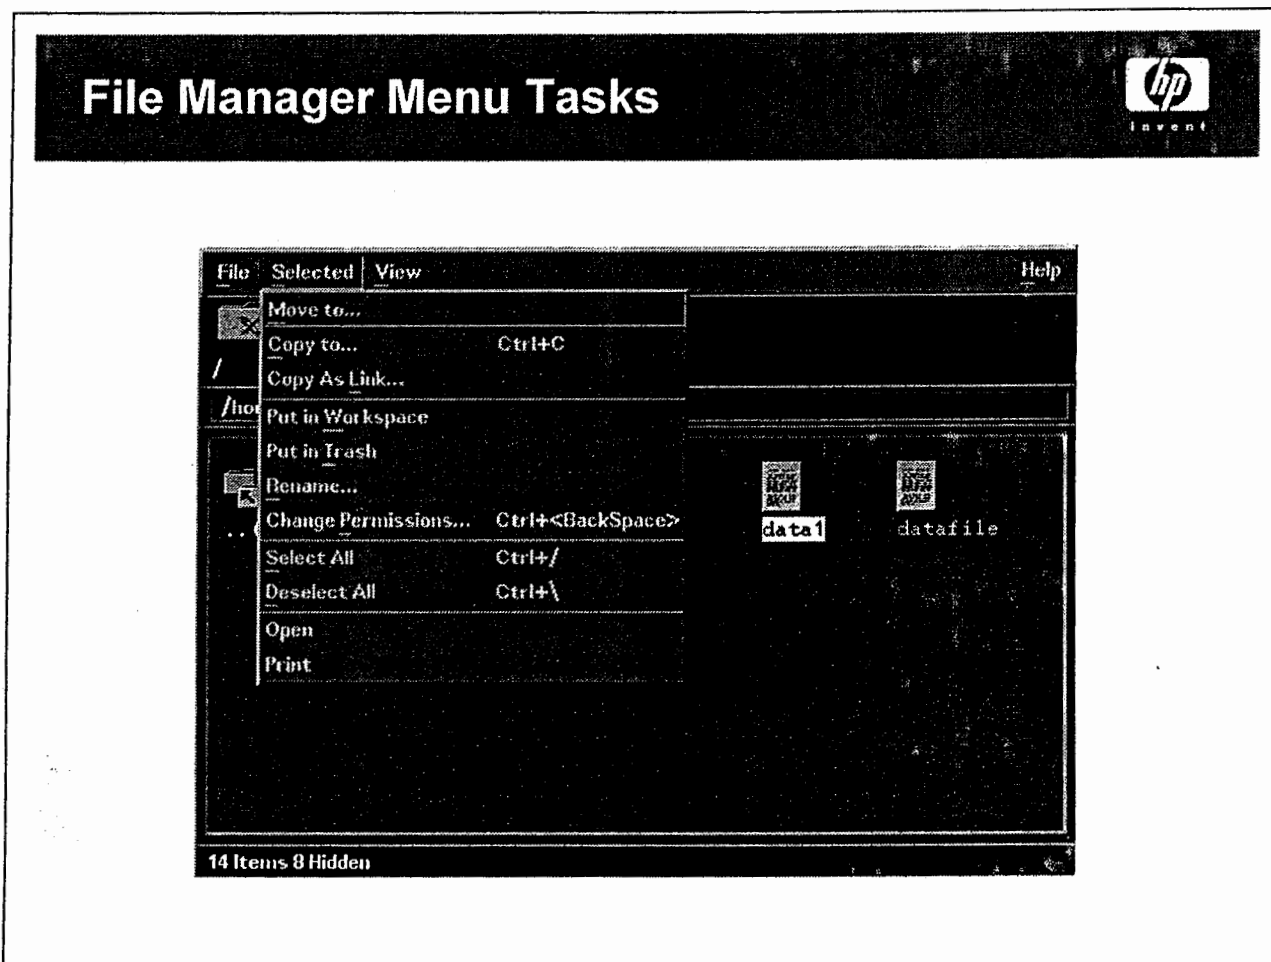 File Manager Menu Tasks
hp
invent
File Selected View Help
Move to...
Copy to... Ctrl+C
/
Copy As Link...
Put in Workspace
Put in Trash
Rename...
Change Permissions... Ctrl+<BackSpace>
..
data1 datafile
Select All Ctrl+/
Deselect All Ctrl+\
Open
Print
14 Items 8 Hidden